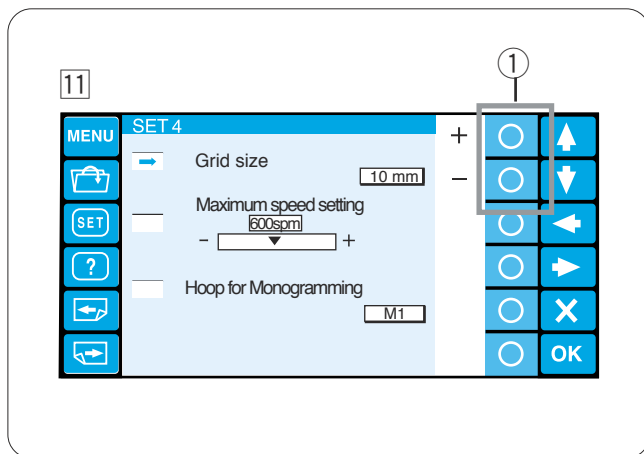 1
11
MENU
SET 4
+
Grid size
10 mm
−
SET
Maximum speed setting
600spm
- +
?
Hoop for Monogramming
M1
X
OK